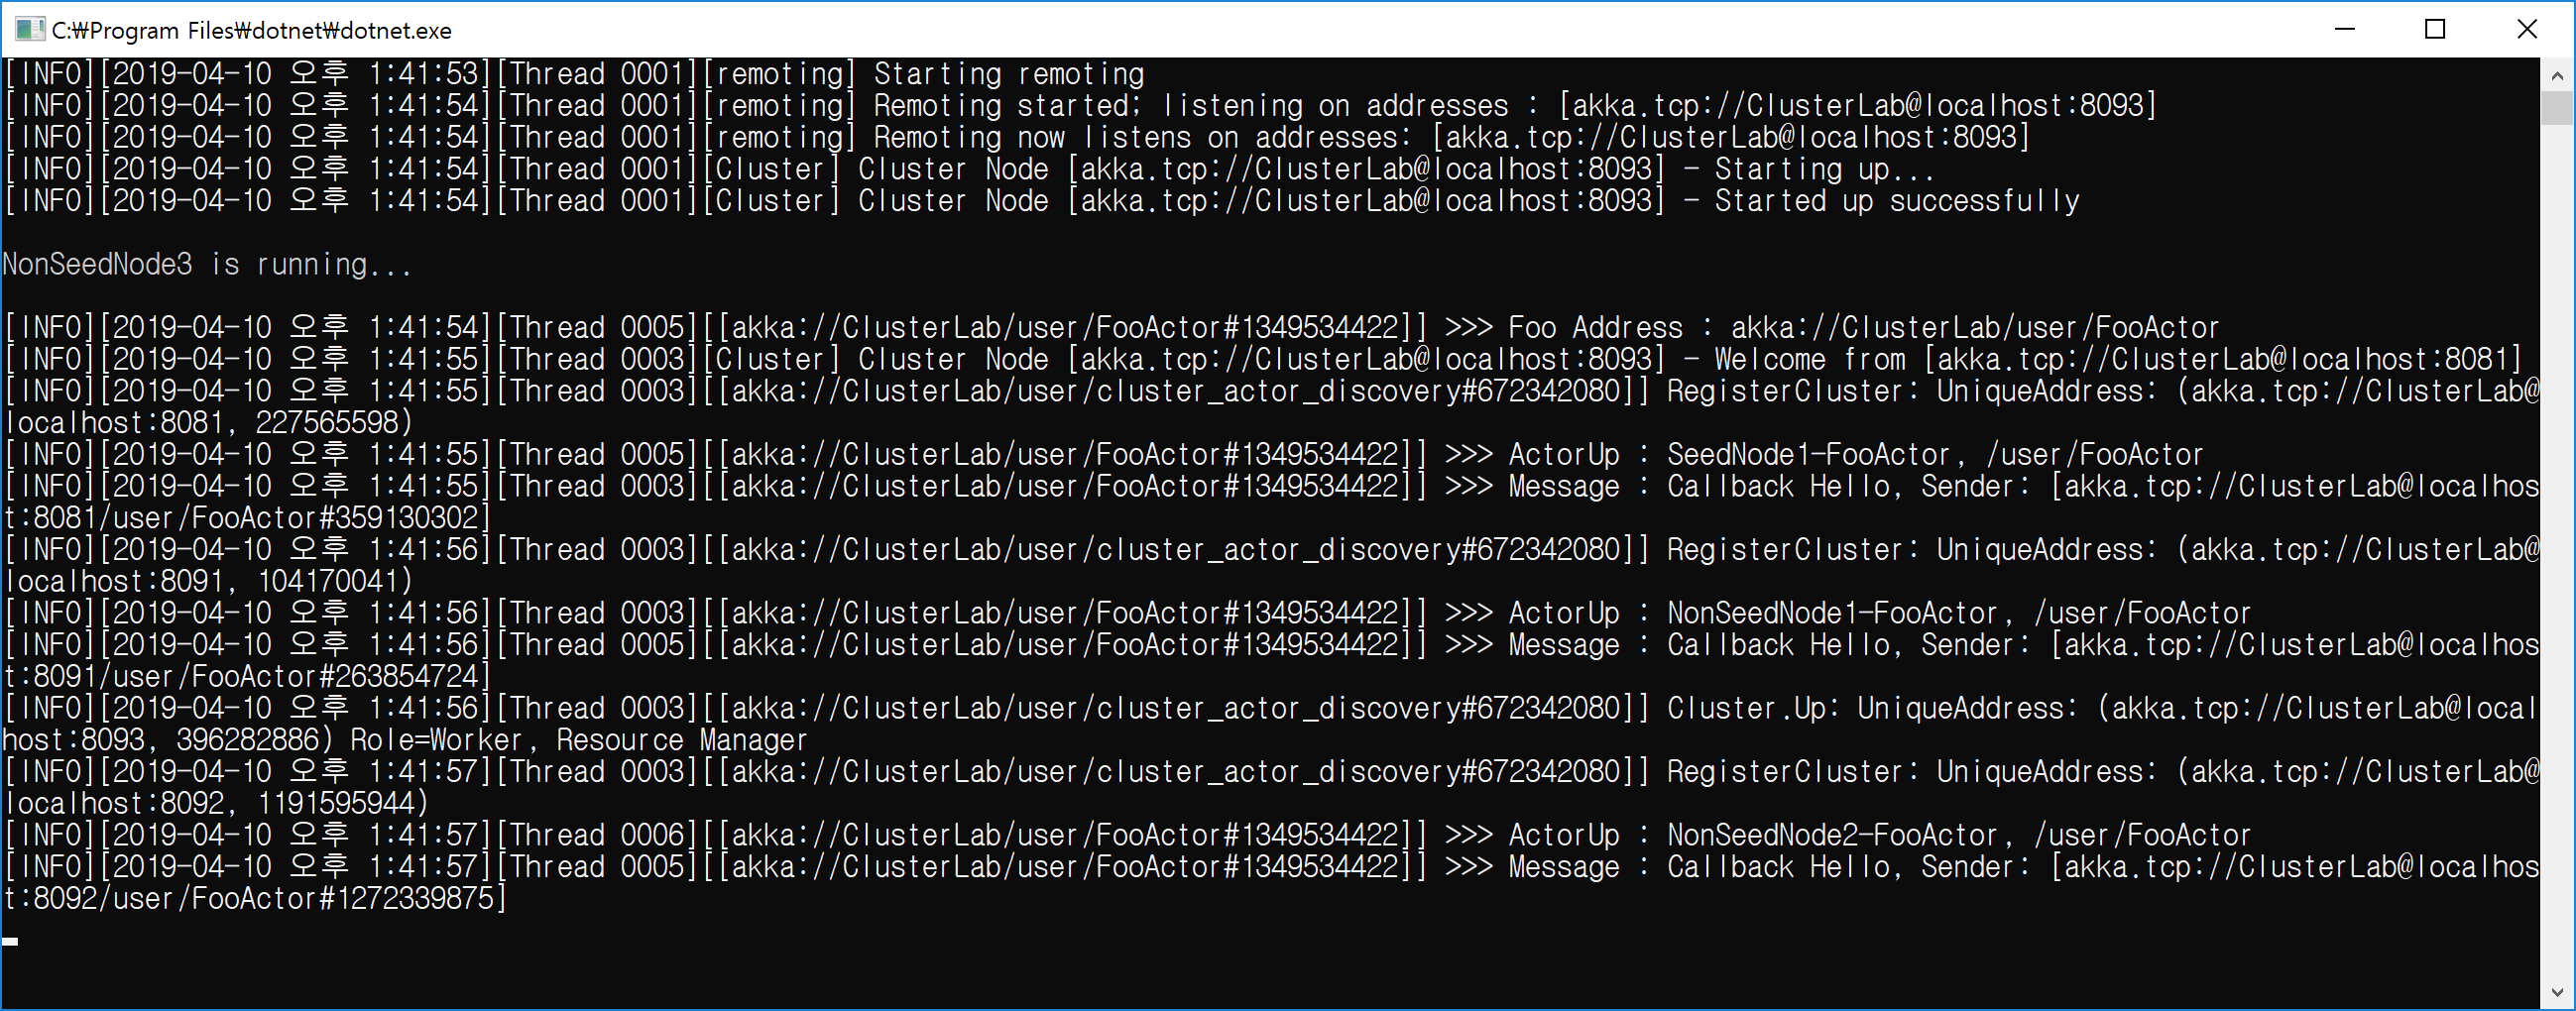 C:₩Program Files₩dotnet₩dotnet.exe
[INFO][2019-04-10 오후 1:41:53][Thread 0001][remoting] Starting remoting
[INFO][2019-04-10 오후 1:41:54][Thread 0001][remoting] Remoting started; listening on addresses : [akka.tcp://ClusterLab@localhost:8093]
[INFO][2019-04-10 오후 1:41:54][Thread 0001][remoting] Remoting now listens on addresses: [akka.tcp://ClusterLab@localhost:8093]
[INFO][2019-04-10 오후 1:41:54][Thread 0001][Cluster] Cluster Node [akka.tcp://ClusterLab@localhost:8093] - Starting up...
[INFO][2019-04-10 오후 1:41:54][Thread 0001][Cluster] Cluster Node [akka.tcp://ClusterLab@localhost:8093] - Started up successfully
NonSeedNode3 is running...
[INFO][2019-04-10 오후 1:41:54][Thread 0005][[akka://ClusterLab/user/FooActor#1349534422]] >>> Foo Address : akka://ClusterLab/user/FooActor
[INFO][2019-04-10 오후 1:41:55][Thread 0003][Cluster] Cluster Node [akka.tcp://ClusterLab@localhost:8093] - Welcome from [akka.tcp://ClusterLab@localhost:8081]
[INFO][2019-04-10 오후 1:41:55][Thread 0003][[akka://ClusterLab/user/cluster_actor_discovery#672342080]] RegisterCluster: UniqueAddress: (akka.tcp://ClusterLab@
localhost:8081, 227565598)
[INFO][2019-04-10 오후 1:41:55][Thread 0005][[akka://ClusterLab/user/FooActor#1349534422]] >>> ActorUp : SeedNode1-FooActor, /user/FooActor
[INFO][2019-04-10 오후 1:41:55][Thread 0003][[akka://ClusterLab/user/FooActor#1349534422]] >>> Message : Callback Hello, Sender: [akka.tcp://ClusterLab@localhos
t:8081/user/FooActor#359130302]
[INFO][2019-04-10 오후 1:41:56][Thread 0003][[akka://ClusterLab/user/cluster_actor_discovery#672342080]] RegisterCluster: UniqueAddress: (akka.tcp://ClusterLab@
localhost:8091, 104170041)
[INFO][2019-04-10 오후 1:41:56][Thread 0003][[akka://ClusterLab/user/FooActor#1349534422]] >>> ActorUp : NonSeedNode1-FooActor, /user/FooActor
[INFO][2019-04-10 오후 1:41:56][Thread 0005][[akka://ClusterLab/user/FooActor#1349534422]] >>> Message : Callback Hello, Sender: [akka.tcp://ClusterLab@localhos
t:8091/user/FooActor#263854724]
[INFO][2019-04-10 오후 1:41:56][Thread 0003][[akka://ClusterLab/user/cluster_actor_discovery#672342080]] Cluster.Up: UniqueAddress: (akka.tcp://ClusterLab@local
host:8093, 396282886) Role=Worker, Resource Manager
[INFO][2019-04-10 오후 1:41:57][Thread 0003][[akka://ClusterLab/user/cluster_actor_discovery#672342080]] RegisterCluster: UniqueAddress: (akka.tcp://ClusterLab@
localhost:8092, 1191595944)
[INFO][2019-04-10 오후 1:41:57][Thread 0006][[akka://ClusterLab/user/FooActor#1349534422]] >>> ActorUp : NonSeedNode2-FooActor, /user/FooActor
[INFO][2019-04-10 오후 1:41:57][Thread 0005][[akka://ClusterLab/user/FooActor#1349534422]] >>> Message : Callback Hello, Sender: [akka.tcp://ClusterLab@localhos
t:8092/user/FooActor#1272339875]